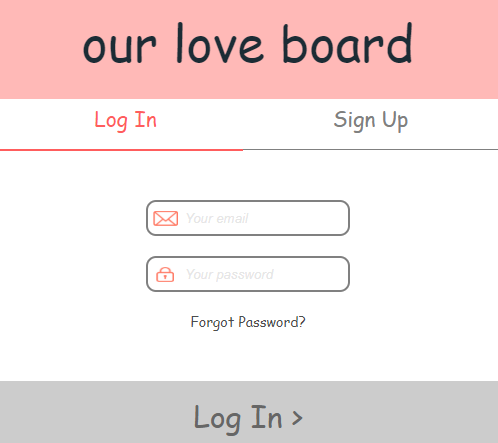 our love board
Log In
Sign Up
Your email
Your password
Forgot Password?
Log In >